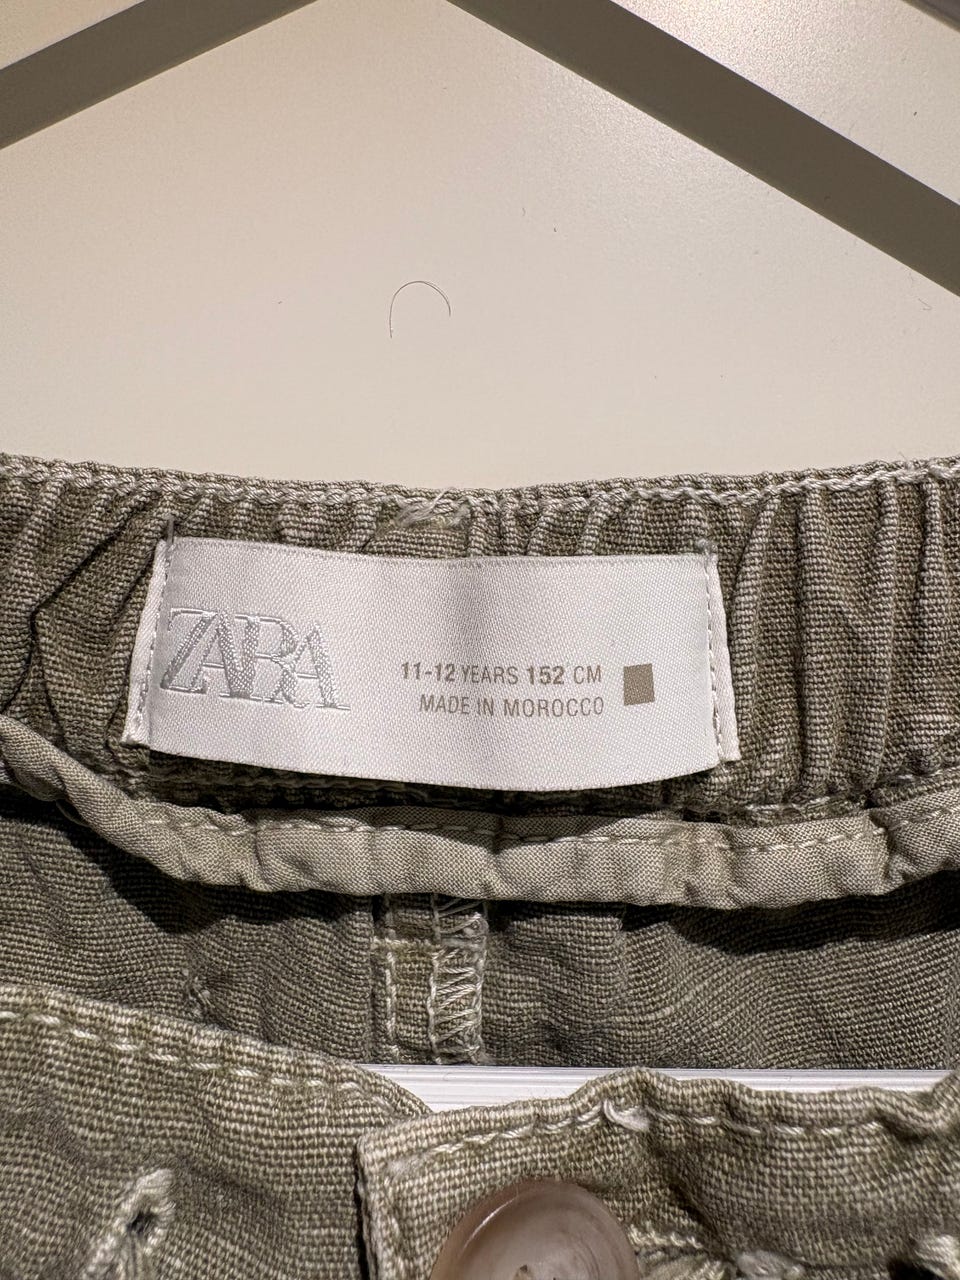 ZARA
11-12 YEARS 152 CM
MADE IN MOROCCO